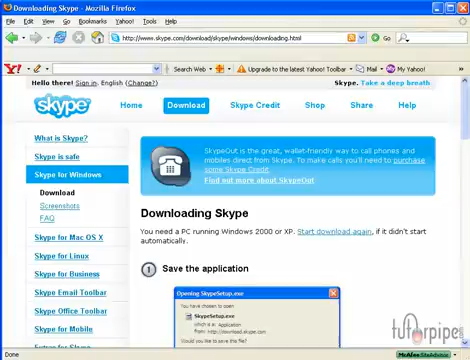 Downloading Skype - Mozilla Firefox
File Edit View Go Bookmarks Yahoo! Tools Help
http://www.skype.com/download/skype/windows/downloading.html
Go
Y! Search Web Upgrade to the latest Yahoo! Toolbar Mail My Yahoo!
Hello there! Sign in. English (Change?) Skype. Take a deep breath
skype Home Download Skype Credit Shop Share Help
What is Skype?
Skype is safe
Skype for Windows
Download
Screenshots
FAQ
Skype for Mac OS X
Skype for Linux
Skype for Business
Skype Email Toolbar
Skype Office Toolbar
Skype for Mobile
SkypeOut is the great, wallet-friendly way to call phones and
mobiles direct from Skype. To make calls you'll need to purchase
some Skype Credit.
Find out more about SkypeOut
Downloading Skype
You need a PC running Windows 2000 or XP. Start download again, if it didn't start
automatically.
1 Save the application
Opening SkypeSetup.exe
You have chosen to open
SkypeSetup.exe
which is a: Application
from: http://download.skype.com
Would you like to save this file?
tutorpipe
Done
McAfee SiteAdvisor